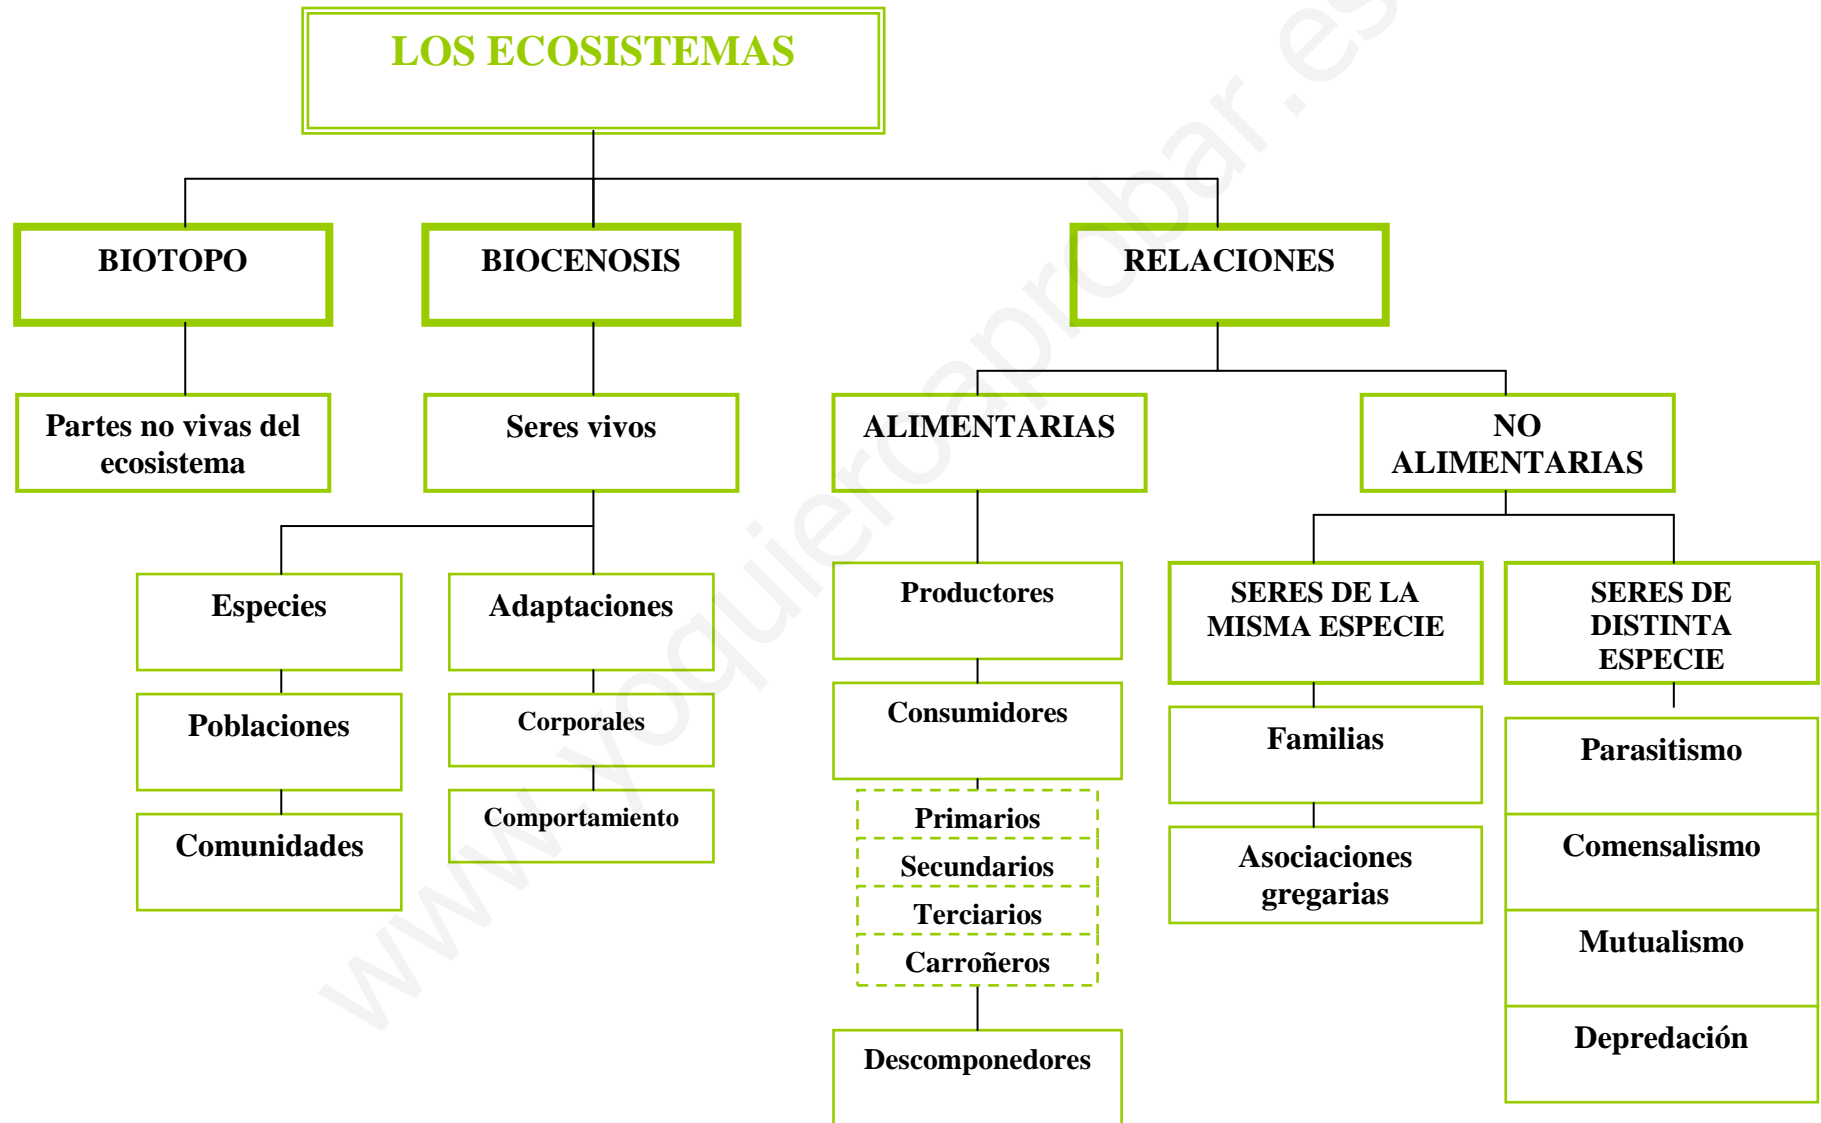 LOS ECOSISTEMAS
BIOTOPO
BIOCENOSIS
RELACIONES
Partes no vivas del
ecosistema
Seres vivos
ALIMENTARIAS
NO
ALIMENTARIAS
Especies
Adaptaciones
Productores
SERES DE LA
MISMA ESPECIE
SERES DE
DISTINTA
ESPECIE
Poblaciones
Corporales
Consumidores
Familias
Parasitismo
Comunidades
Comportamiento
Primarios
Secundarios
Terciarios
Carroñeros
Asociaciones
gregarias
Comensalismo
Mutualismo
Descomponedores
Depredación
www.yoquieroaprobar.es